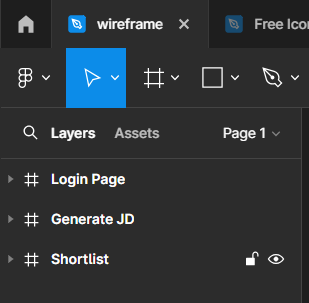 wireframe
Free Icon
Layers Assets Page 1
Login Page
Generate JD
Shortlist